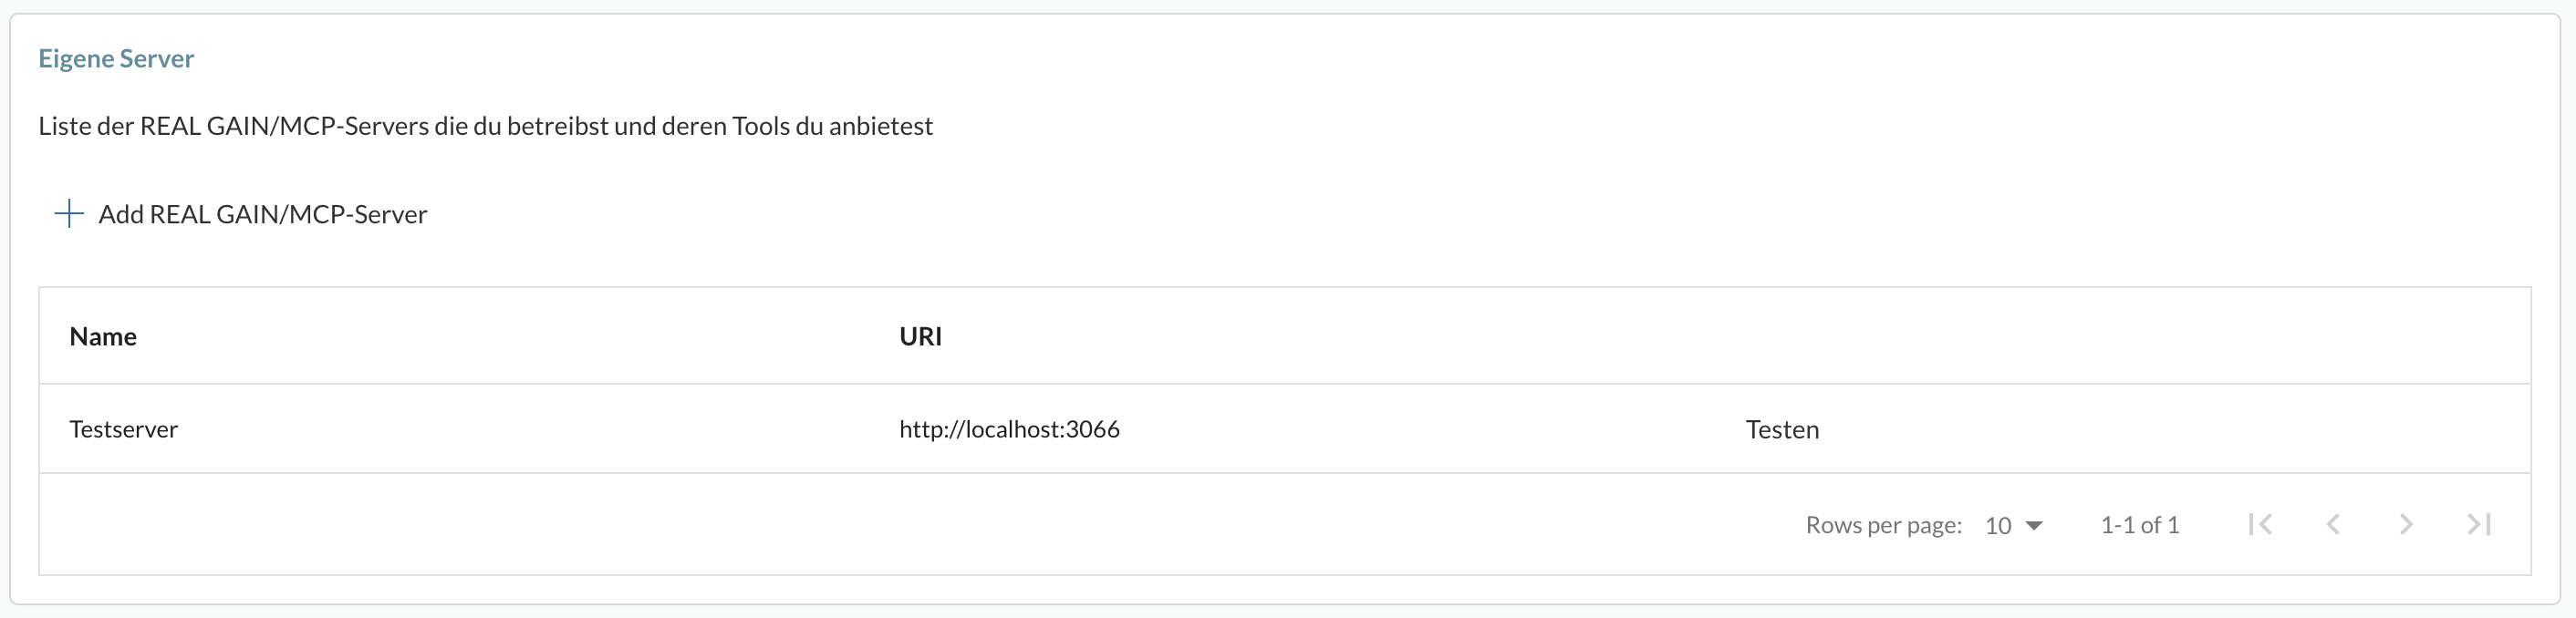 Eigene Server
Liste der REAL GAIN/MCP-Servers die du betreibst und deren Tools du anbietest
Add REAL GAIN/MCP-Server
Name URI
Testserver http://localhost:3066 Testen
Rows per page: 10 1-1 of 1